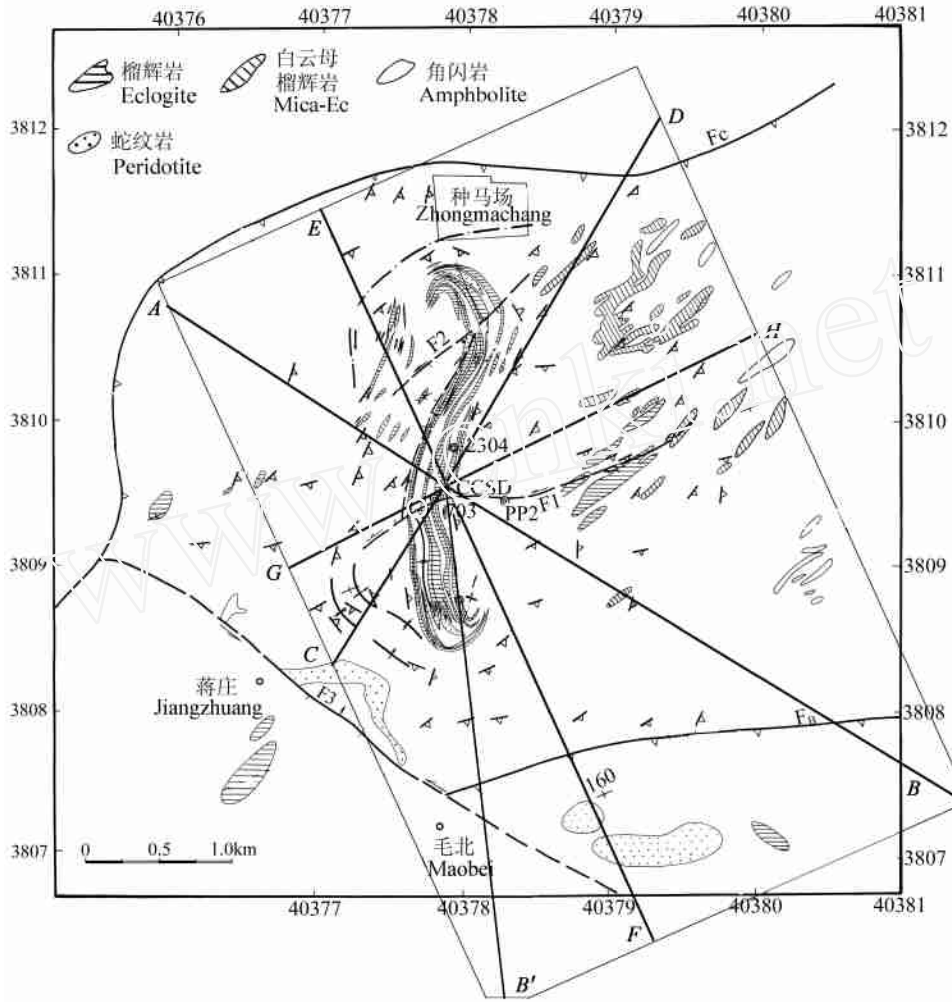 40376 40377 40378 40379 40380 40381
榴辉岩
Eclogite
白云母
榴辉岩
Mica-Ec
角闪岩
Amphbolite
蛇纹岩
Peridotite
3812 3812
D
Fc
种马场
Zhongmachang
E
3811 3811
A
H
F2
3810 3810
2304
CCSD
703
PP2
F1
3809 3809
G
C
蒋庄
Jiangzhuang
F3
3808 3808
B
160
3807 3807
毛北
Maobei
0 0.5 1.0km
40377 40378 40379 40380 40381
F
B'